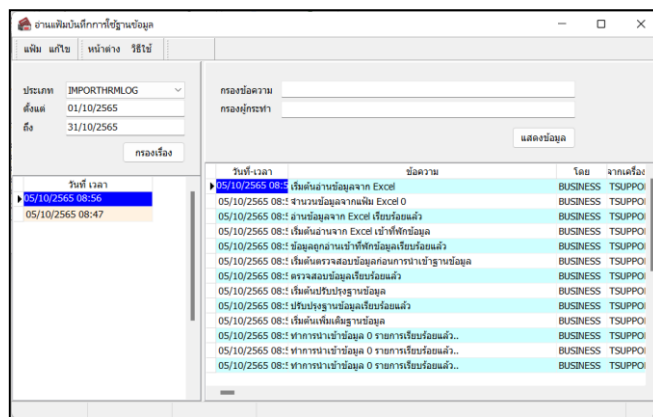 อ่านแฟ้มบันทึกการใช้ฐานข้อมูล
แฟ้ม แก้ไข หน้าต่าง วิธีใช้
ประเภท IMPORTHRMLOG
ตั้งแต่ 01/10/2565
ถึง 31/10/2565
กรองเรื่อง
วันที่ เวลา
05/10/2565 08:56
05/10/2565 08:47
กรองข้อความ
กรองผู้กระทำ
แสดงข้อมูล
วันที่-เวลา ข้อความ โดย จากเครื่อง
05/10/2565 08:5 เริ่มต้นอ่านข้อมูลจาก Excel BUSINESS TSUPPO
05/10/2565 08:5 จำนวนข้อมูลจากแฟ้ม Excel 0 BUSINESS TSUPPO
05/10/2565 08:5 อ่านข้อมูลจาก Excel เรียบร้อยแล้ว BUSINESS TSUPPO
05/10/2565 08:5 เริ่มต้นอ่านจาก Excel เข้าที่พักข้อมูล BUSINESS TSUPPO
05/10/2565 08:5 ข้อมูลถูกอ่านเข้าที่พักข้อมูลเรียบร้อยแล้ว BUSINESS TSUPPO
05/10/2565 08:5 เริ่มต้นตรวจสอบข้อมูลก่อนการนำเข้าฐานข้อมูล BUSINESS TSUPPO
05/10/2565 08:5 ตรวจสอบข้อมูลเรียบร้อยแล้ว BUSINESS TSUPPO
05/10/2565 08:5 เริ่มต้นปรับปรุงฐานข้อมูล BUSINESS TSUPPO
05/10/2565 08:5 ปรับปรุงฐานข้อมูลเรียบร้อยแล้ว BUSINESS TSUPPO
05/10/2565 08:5 เริ่มต้นเพิ่มเติมฐานข้อมูล BUSINESS TSUPPO
05/10/2565 08:5 ทำการนำเข้าข้อมูล 0 รายการเรียบร้อยแล้ว.. BUSINESS TSUPPO
05/10/2565 08:5 ทำการนำเข้าข้อมูล 0 รายการเรียบร้อยแล้ว.. BUSINESS TSUPPO
05/10/2565 08:5 ทำการนำเข้าข้อมูล 0 รายการเรียบร้อยแล้ว.. BUSINESS TSUPPO